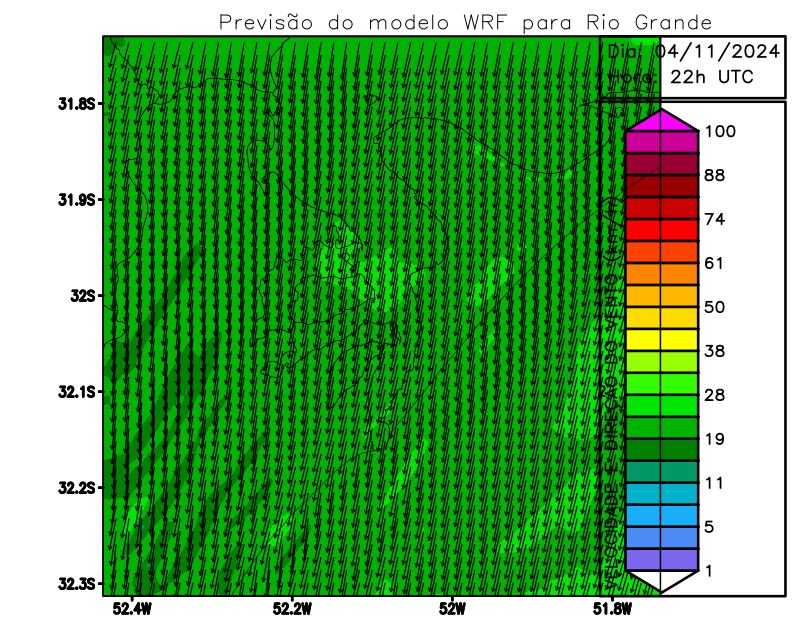 Previsão do modelo WRF para Rio Grande
Dia: 04/11/2024
Hora: 22h UTC
31.8S
31.9S
32S
32.1S
32.2S
32.3S
52.4W
52.2W
52W
51.8W
VELOCIDADE E DIREÇÃO DO VENTO (km/h)
100
88
74
61
50
38
28
19
11
5
1